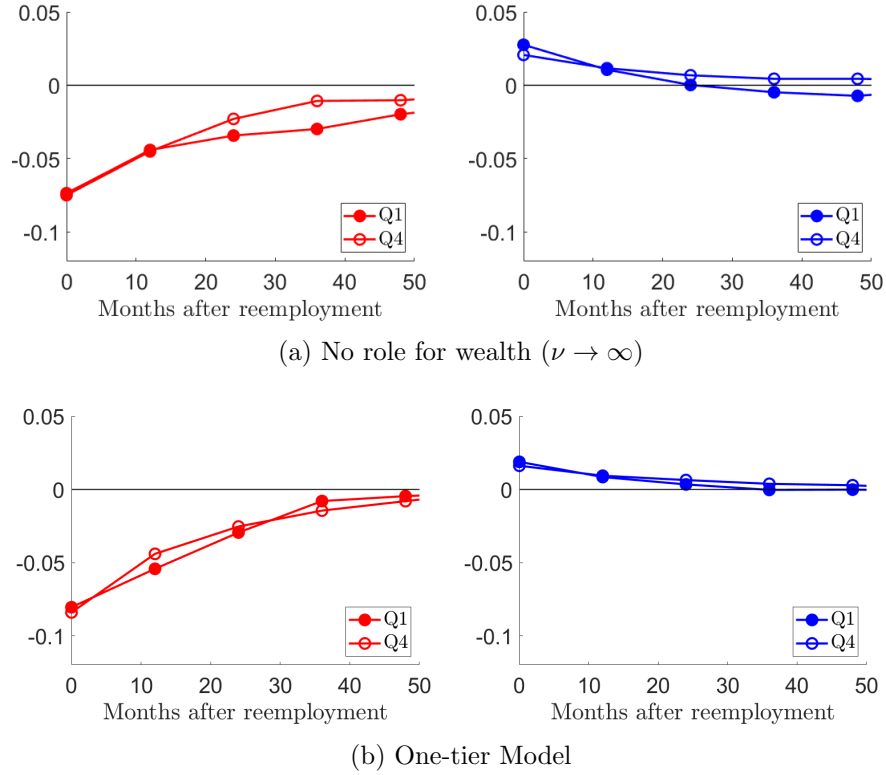 0.05
0
-0.05
-0.1
0 10 20 30 40 50
Months after reemployment
Q1
Q4
0.05
0
-0.05
-0.1
0 10 20 30 40 50
Months after reemployment
Q1
Q4
(a) No role for wealth (ν → ∞)
0.05
0
-0.05
-0.1
0 10 20 30 40 50
Months after reemployment
Q1
Q4
0.05
0
-0.05
-0.1
0 10 20 30 40 50
Months after reemployment
Q1
Q4
(b) One-tier Model